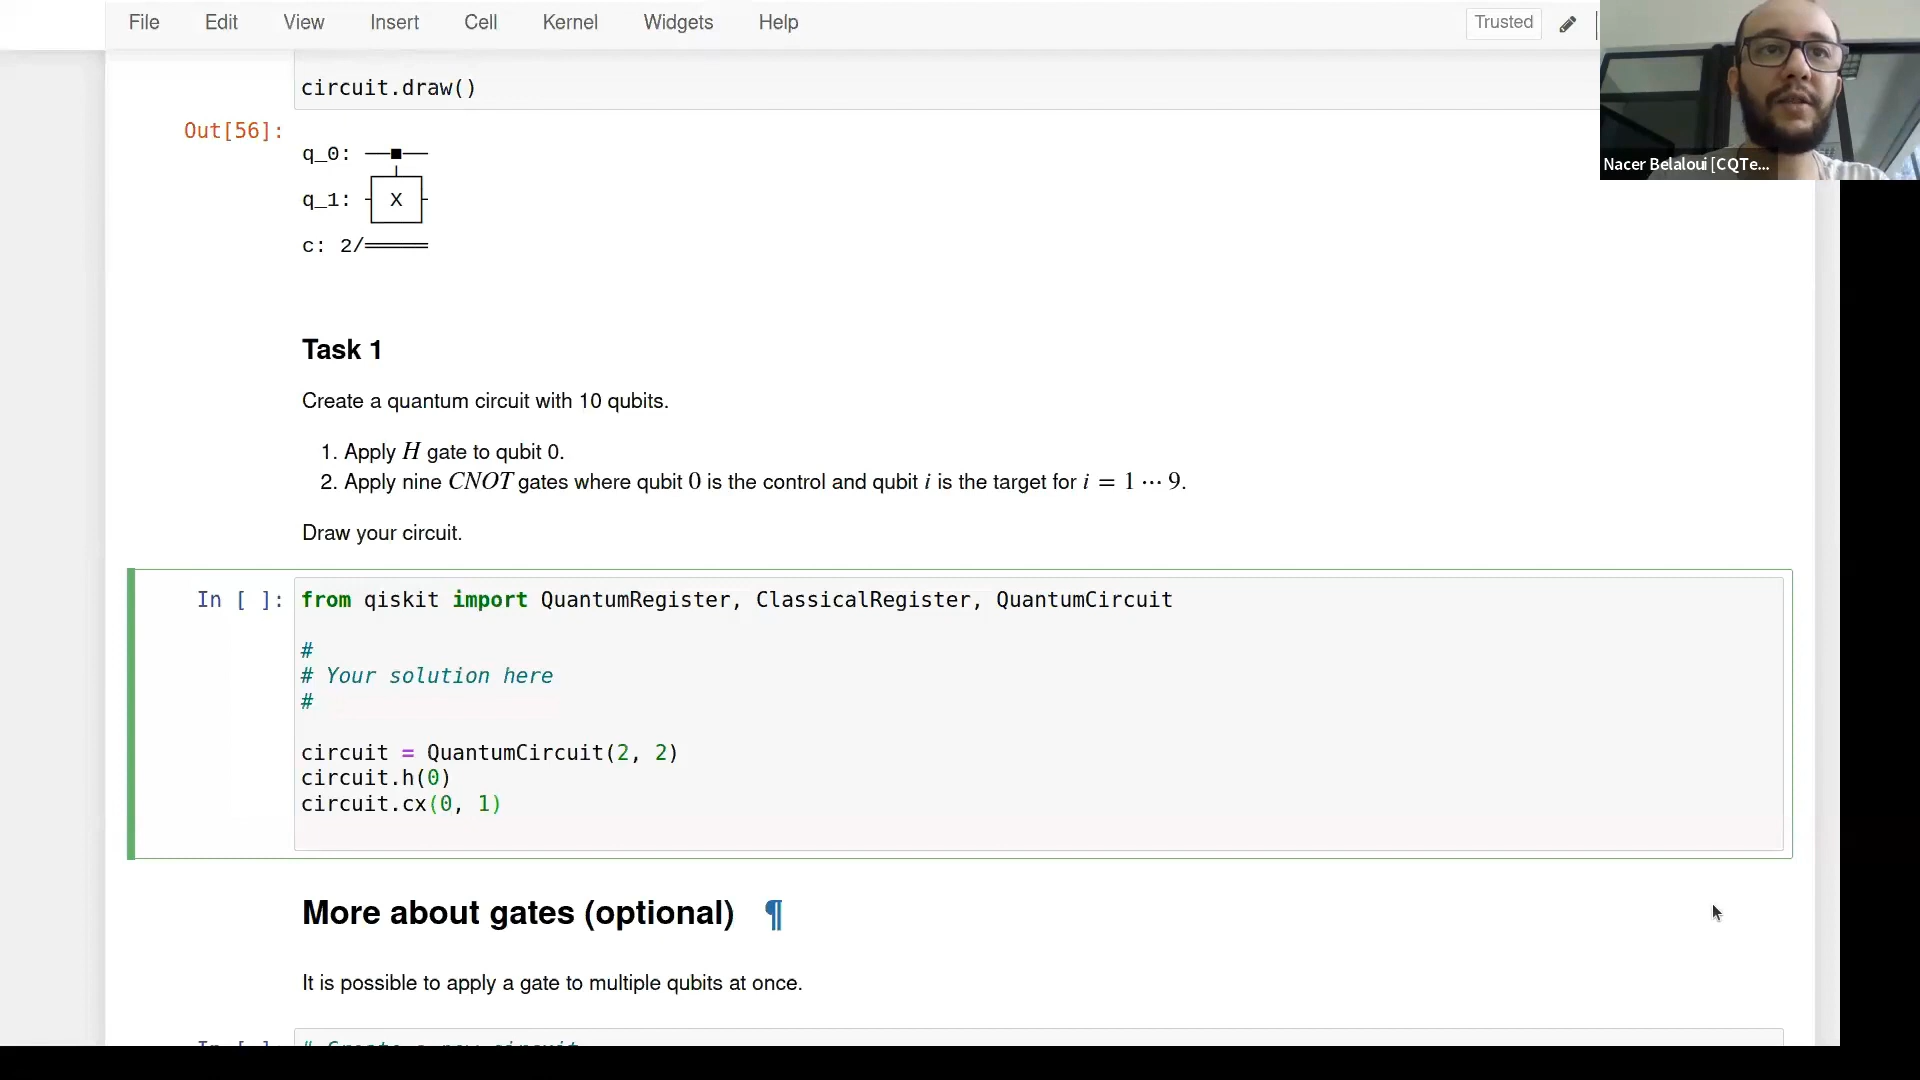 File Edit View Insert Cell Kernel Widgets Help Trusted
circuit.draw()
Out[56]:
q_0:
q_1: X
c: 2/
Nacer Belaloui [CQTe...
Task 1
Create a quantum circuit with 10 qubits.
1. Apply H gate to qubit 0.
2. Apply nine CNOT gates where qubit 0 is the control and qubit i is the target for i = 1 ⋯ 9.
Draw your circuit.
In [ ]: from qiskit import QuantumRegister, ClassicalRegister, QuantumCircuit
#
# Your solution here
#
circuit = QuantumCircuit(2, 2)
circuit.h(0)
circuit.cx(0, 1)
More about gates (optional) ¶
It is possible to apply a gate to multiple qubits at once.
In [ ]: # Create a new circuit